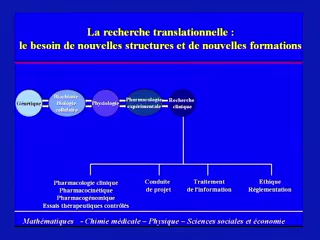 La recherche translationnelle :
le besoin de nouvelles structures et de nouvelles formations
Génétique
Biochimie
Biologie
cellulaire
Physiologie
Pharmacologie
expérimentale
Recherche
clinique
Pharmacologie clinique
Pharmacocinétique
Pharmacogénomique
Essais thérapeutiques contrôlés
Conduite
de projet
Traitement
de l'information
Ethique
Réglementation
Mathématiques - Chimie médicale – Physique – Sciences sociales et économie